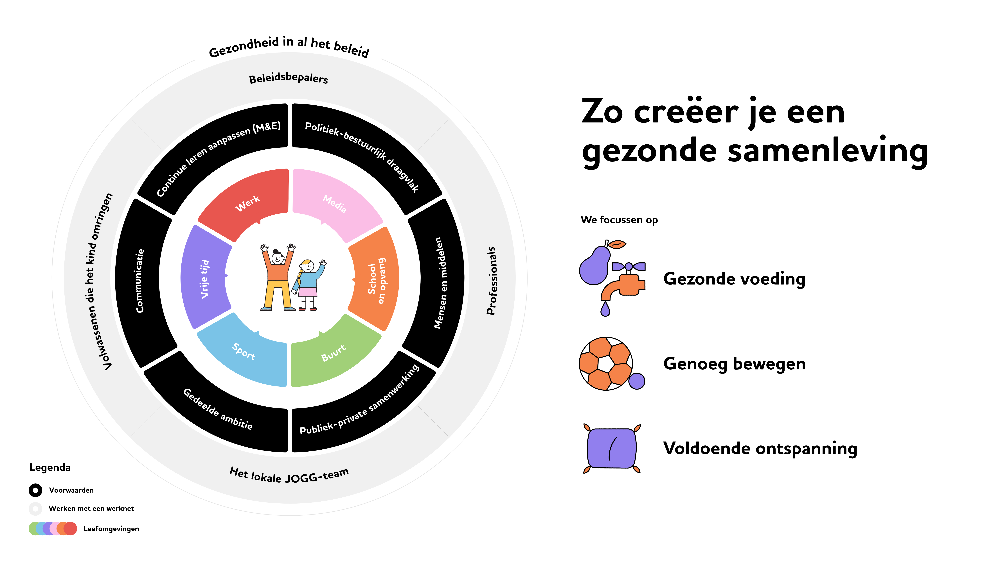 Gezondheid in al het beleid
Beleidsbepalers
Professionals
Het lokale JOGG-team
Volwassenen die het kind omringen
Politiek-bestuurlijk draagvlak
Mensen en middelen
Publiek-private samenwerking
Gedeelde ambitie
Communicatie
Continue leren aanpassen (M&E)
Media
School
en opvang
Buurt
Sport
Vrije tijd
Werk
Legenda
Voorwaarden
Werken met een werknet
Leefomgevingen
Zo creëer je een
gezonde samenleving
We focussen op
Gezonde voeding
Genoeg bewegen
Voldoende ontspanning